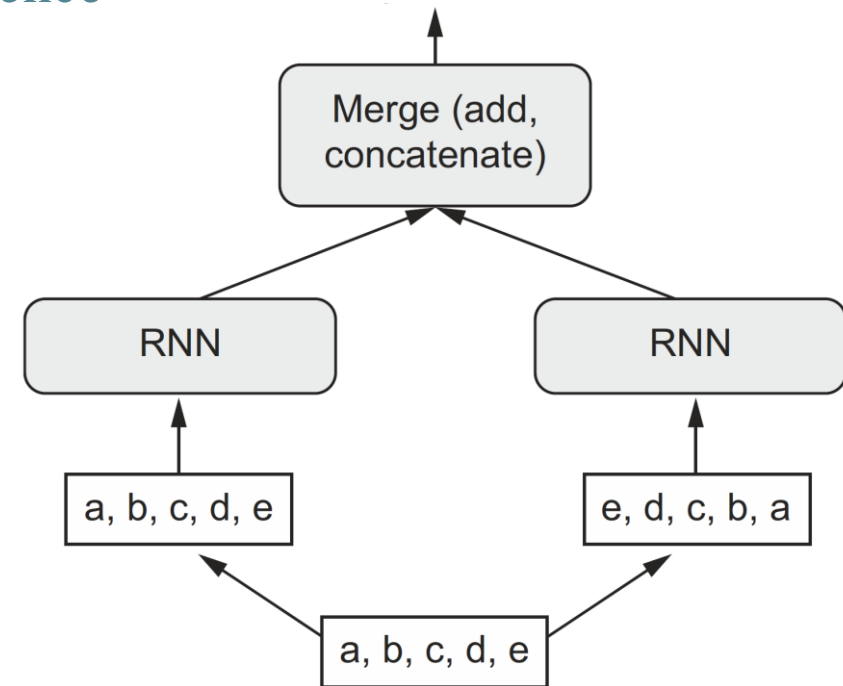 Merge (add,
concatenate)
RNN
RNN
a, b, c, d, e
e, d, c, b, a
a, b, c, d, e